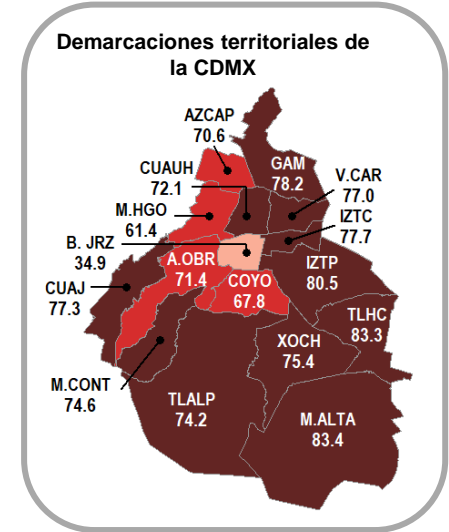 Demarcaciones territoriales de
la CDMX
AZCAP
70.6
GAM
78.2
CUAUH
72.1
V.CAR
77.0
M.HGO
61.4
IZTC
77.7
B. JRZ
34.9
A.OBR
71.4
IZTP
80.5
CUAJ
77.3
COYO
67.8
TLHC
83.3
XOCH
75.4
M.CONT
74.6
TLALP
74.2
M.ALTA
83.4